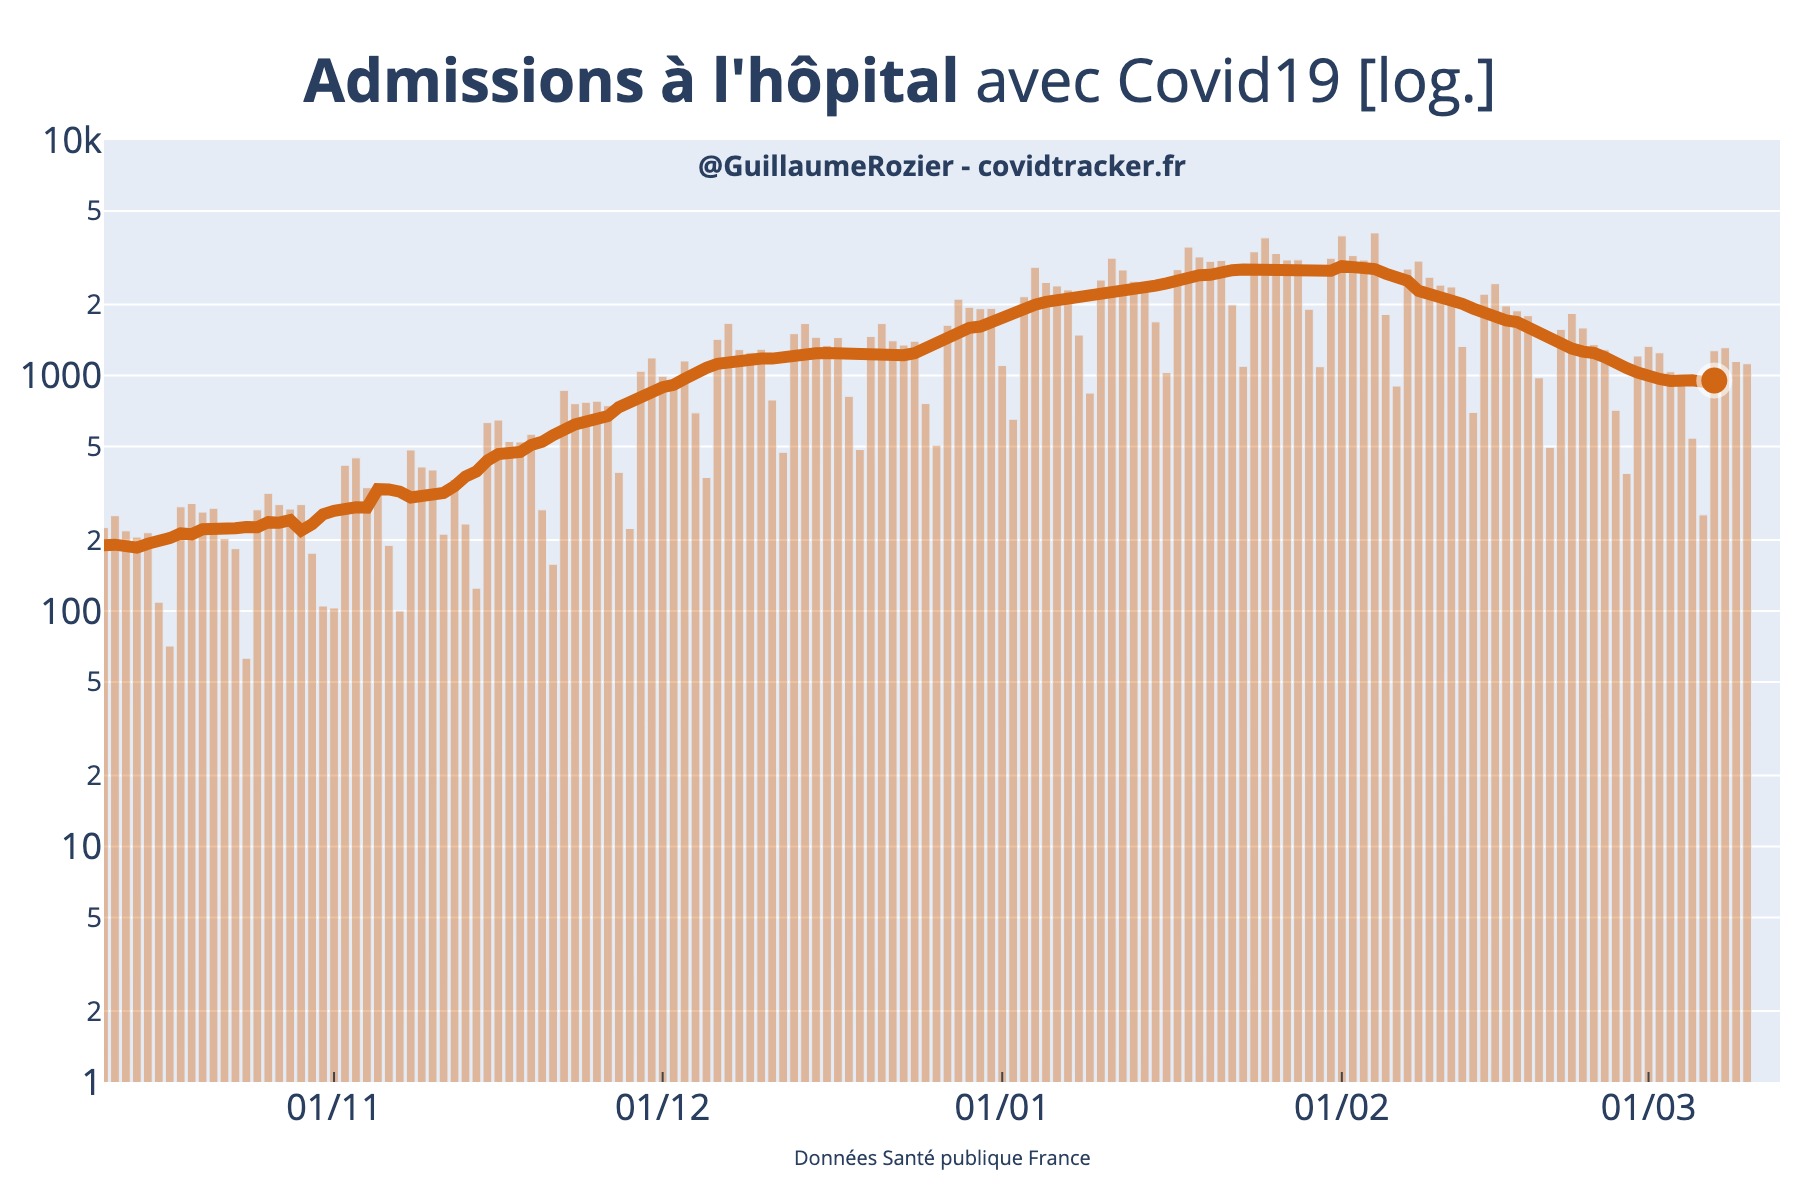 Admissions à l'hôpital avec Covid19 [log.]
@GuillaumeRozier - covidtracker.fr
10k
5
2
1000
5
2
100
5
2
10
5
2
1
01/11 01/12 01/01 01/02 01/03
Données Santé publique France